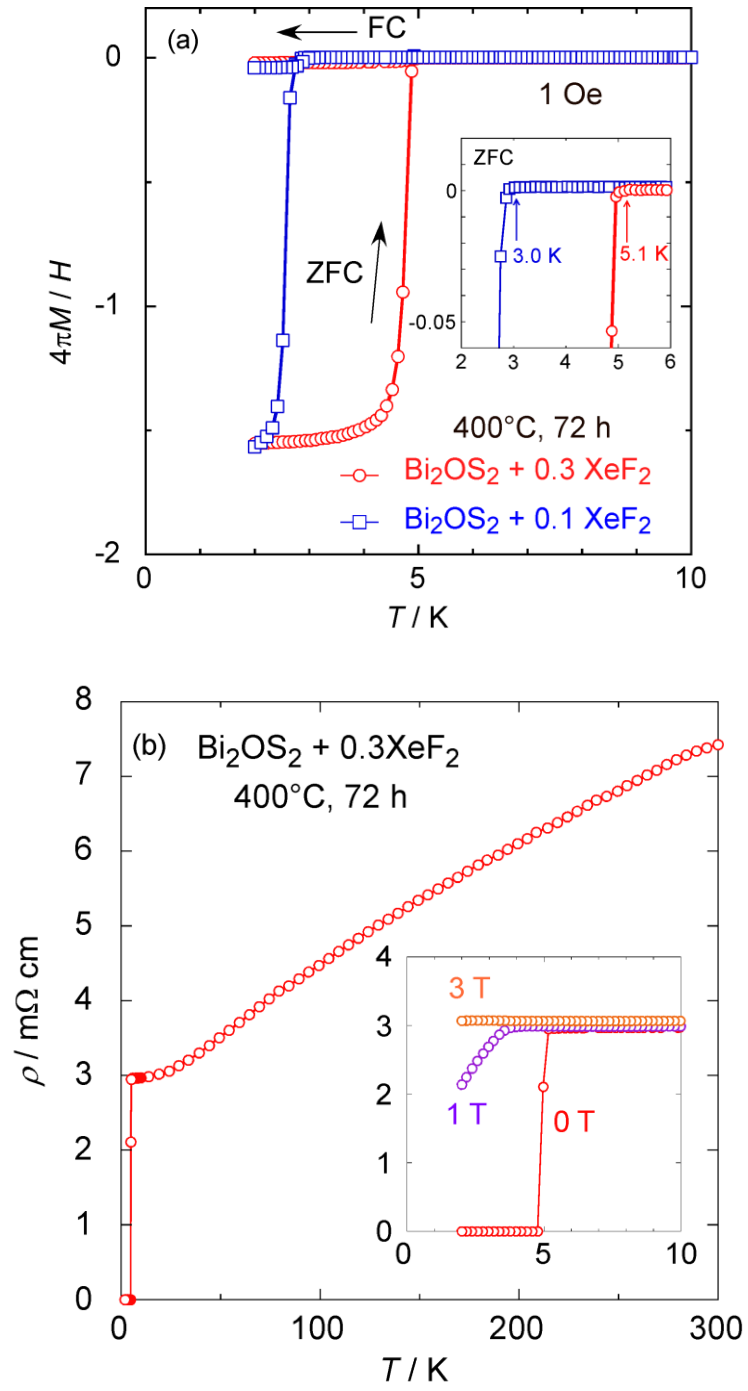 (a)
FC
0
1 Oe
ZFC
0
3.0 K
5.1 K
-0.05
2 3 4 5 6
ZFC
-1
4πM / H
400°C, 72 h
Bi₂OS₂ + 0.3 XeF₂
Bi₂OS₂ + 0.1 XeF₂
-2
0 5 10
T / K
8
(b) Bi₂OS₂ + 0.3XeF₂
400°C, 72 h
7
6
5
4
3
2
1
0
ρ / mΩ cm
4
3 T
3
2
1 T
0 T
1
0
0 5 10
0 100 200 300
T / K